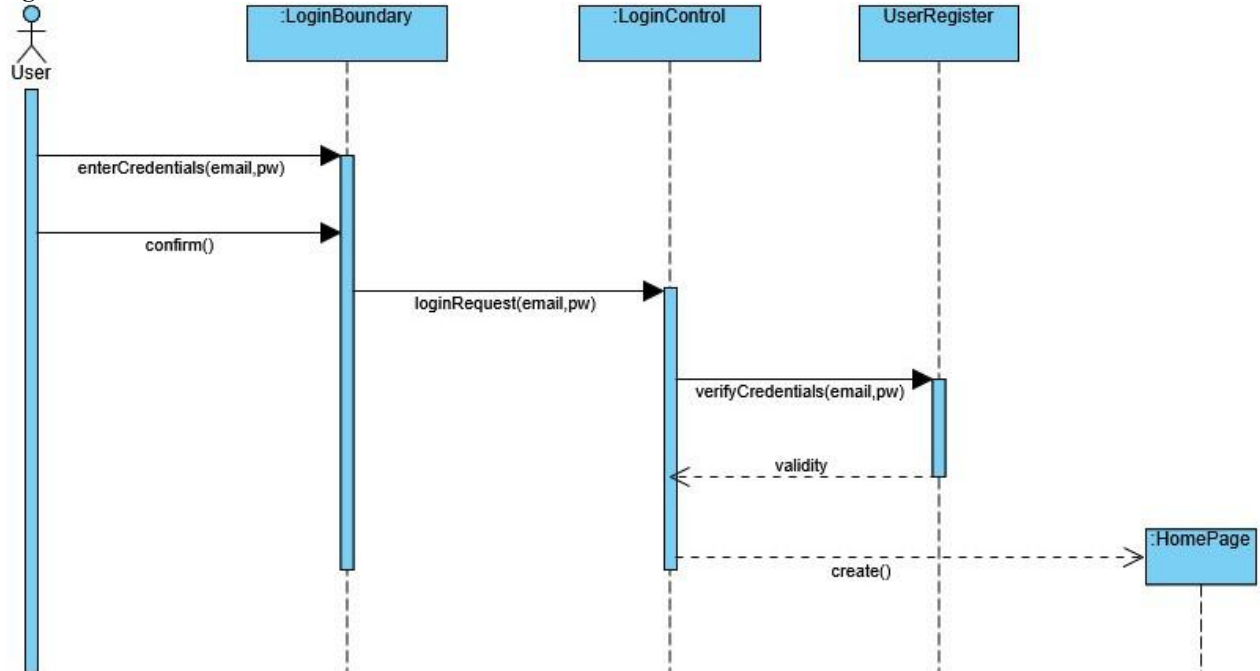 :LoginBoundary
:LoginControl
UserRegister
User
enterCredentials(email,pw)
confirm()
loginRequest(email,pw)
verifyCredentials(email,pw)
validity
:HomePage
create()